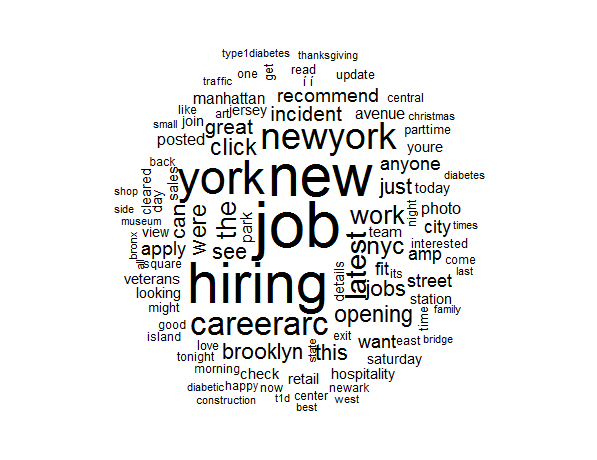 type1diabetes thanksgiving
traffic one get read í í update
manhattan recommend central
like art jersey incident avenue christmas
small join great newyork parttime
posted click youre
back york new anyone diabetes
shop cleared day sales just today
side can were the job work night photo
museum park team city times
bronx view see latest nyc interested
all apply amp come
square hiring details fit its last
veterans jobs street
looking station
might careerarc opening time family
good exit
island love brooklyn state this want east bridge
tonight saturday
morning check hospitality
diabetic happy now retail newark
construction t1d center west
best